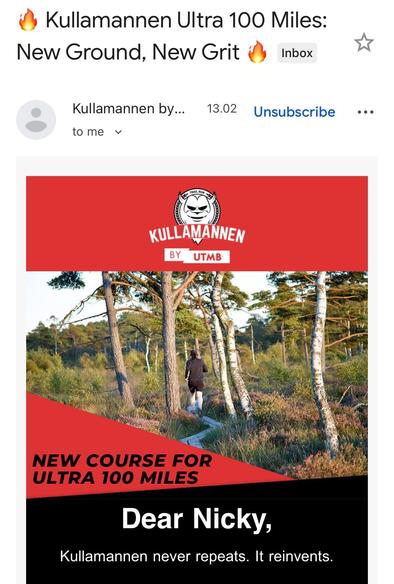 🔥 Kullamannen Ultra 100 Miles:
New Ground, New Grit 🔥 Inbox
Kullamannen by... 13.02 Unsubscribe
to me
KULLAMANNEN
BY UTMB
NEW COURSE FOR
ULTRA 100 MILES
Dear Nicky,
Kullamannen never repeats. It reinvents.